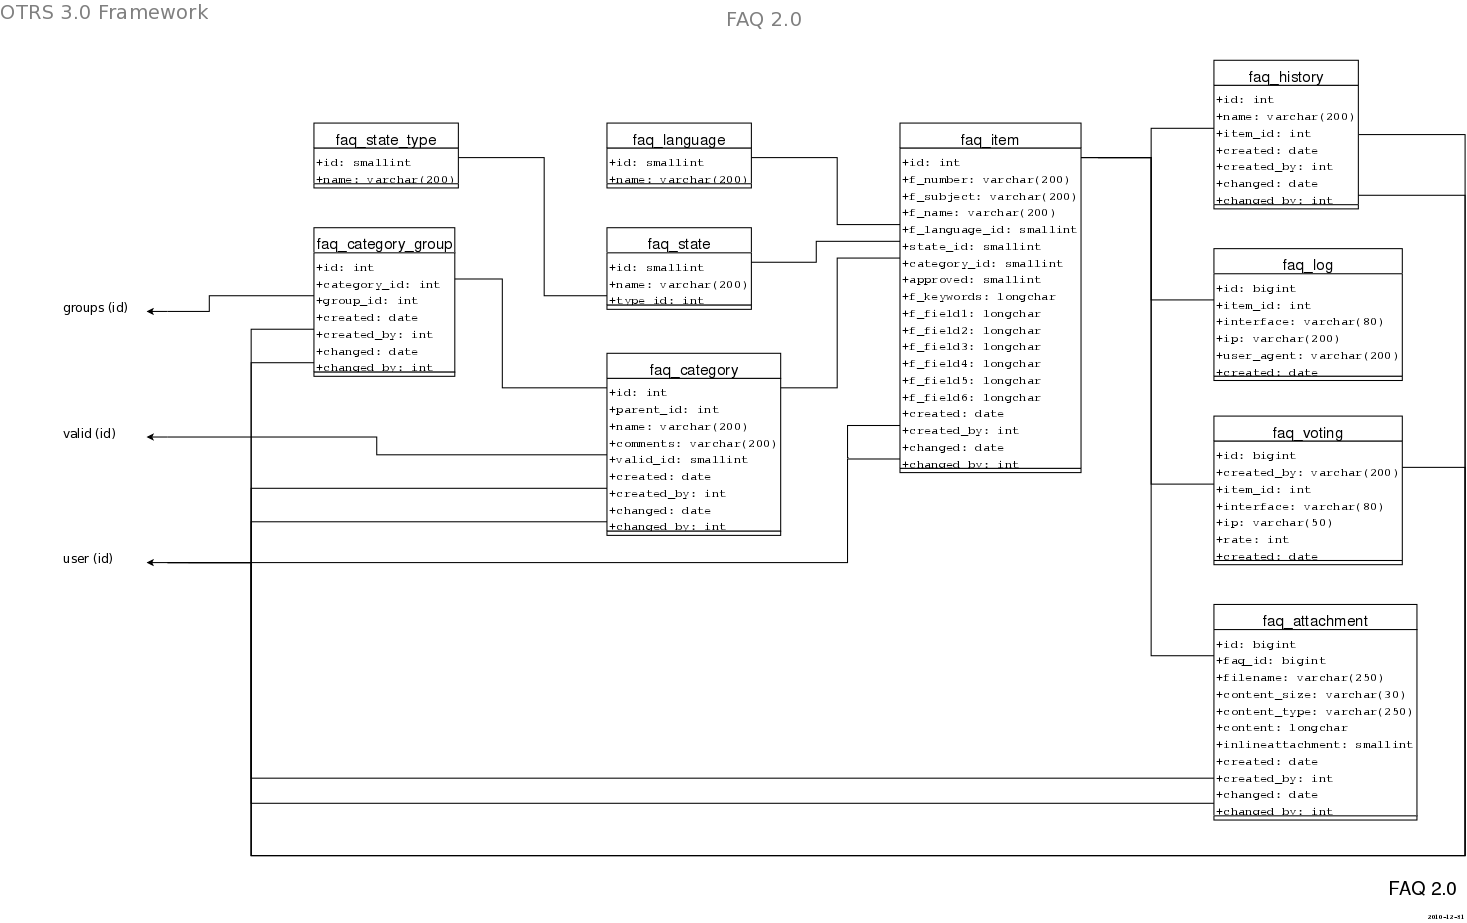 OTRS 3.0 Framework
FAQ 2.0
faq_state_type
+id: smallint
+name: varchar(200)
faq_category_group
+id: int
+category_id: int
+group_id: int
+created: date
+created_by: int
+changed: date
+changed_by: int
groups (id)
valid (id)
user (id)
faq_language
+id: smallint
+name: varchar(200)
faq_state
+id: smallint
+name: varchar(200)
+type_id: int
faq_category
+id: int
+parent_id: int
+name: varchar(200)
+comments: varchar(200)
+valid_id: smallint
+created: date
+created_by: int
+changed: date
+changed_by: int
faq_item
+id: int
+f_number: varchar(200)
+f_subject: varchar(200)
+f_name: varchar(200)
+f_language_id: smallint
+state_id: smallint
+category_id: smallint
+approved: smallint
+f_keywords: longchar
+f_field1: longchar
+f_field2: longchar
+f_field3: longchar
+f_field4: longchar
+f_field5: longchar
+f_field6: longchar
+created: date
+created_by: int
+changed: date
+changed_by: int
faq_history
+id: int
+name: varchar(200)
+item_id: int
+created: date
+created_by: int
+changed: date
+changed_by: int
faq_log
+id: bigint
+item_id: int
+interface: varchar(80)
+ip: varchar(200)
+user_agent: varchar(200)
+created: date
faq_voting
+id: bigint
+created_by: varchar(200)
+item_id: int
+interface: varchar(80)
+ip: varchar(50)
+rate: int
+created: date
faq_attachment
+id: bigint
+faq_id: bigint
+filename: varchar(250)
+content_size: varchar(30)
+content_type: varchar(250)
+content: longchar
+inlineattachment: smallint
+created: date
+created_by: int
+changed: date
+changed_by: int
FAQ 2.0
2010-12-31